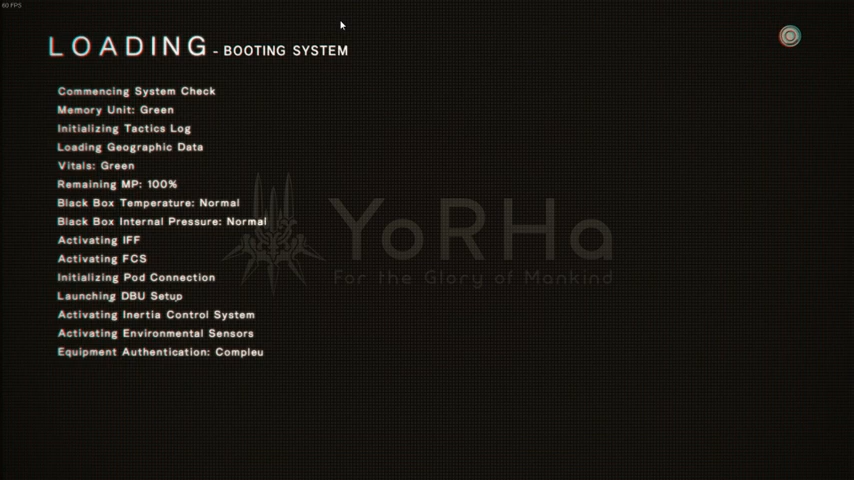 60 FPS
LOADING - BOOTING SYSTEM
Commencing System Check
Memory Unit: Green
Initializing Tactics Log
Loading Geographic Data
Vitals: Green
Remaining MP: 100%
Black Box Temperature: Normal
Black Box Internal Pressure: Normal
Activating IFF
Activating FCS
Initializing Pod Connection
Launching DBU Setup
Activating Inertia Control System
Activating Environmental Sensors
Equipment Authentication: Compleu
YoRHa
For the Glory of Mankind